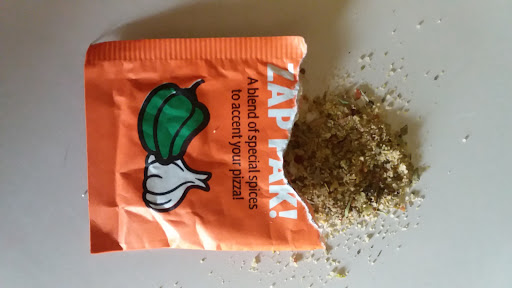 ZAP PAK!
A blend of special spices
to accent your pizza!